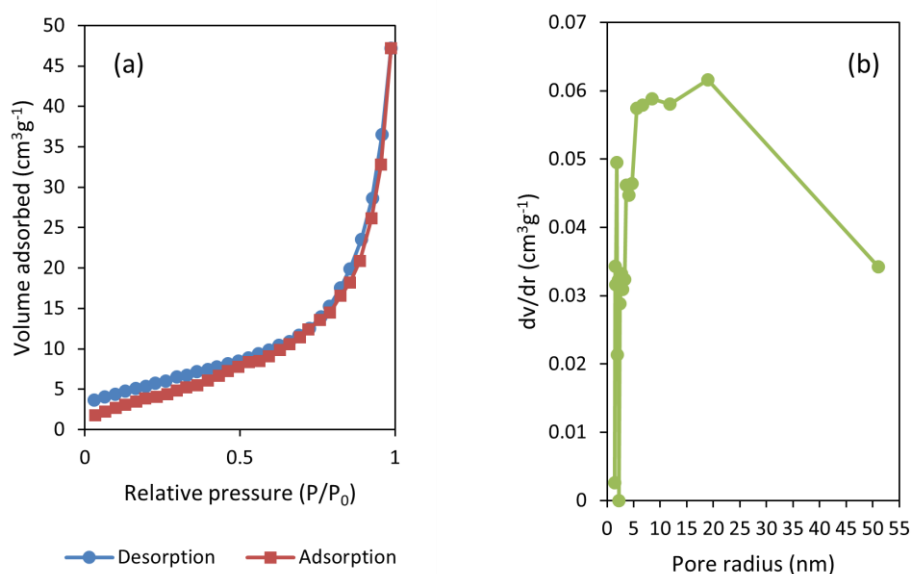 (a)
50
45
40
35
30
25
20
15
10
5
0
Volume adsorbed (cm³g⁻¹)
0 0.5 1
Relative pressure (P/P₀)
Desorption Adsorption
(b)
0.07
0.06
0.05
0.04
0.03
0.02
0.01
0
dv/dr (cm³g⁻¹)
0 5 10 15 20 25 30 35 40 45 50 55
Pore radius (nm)